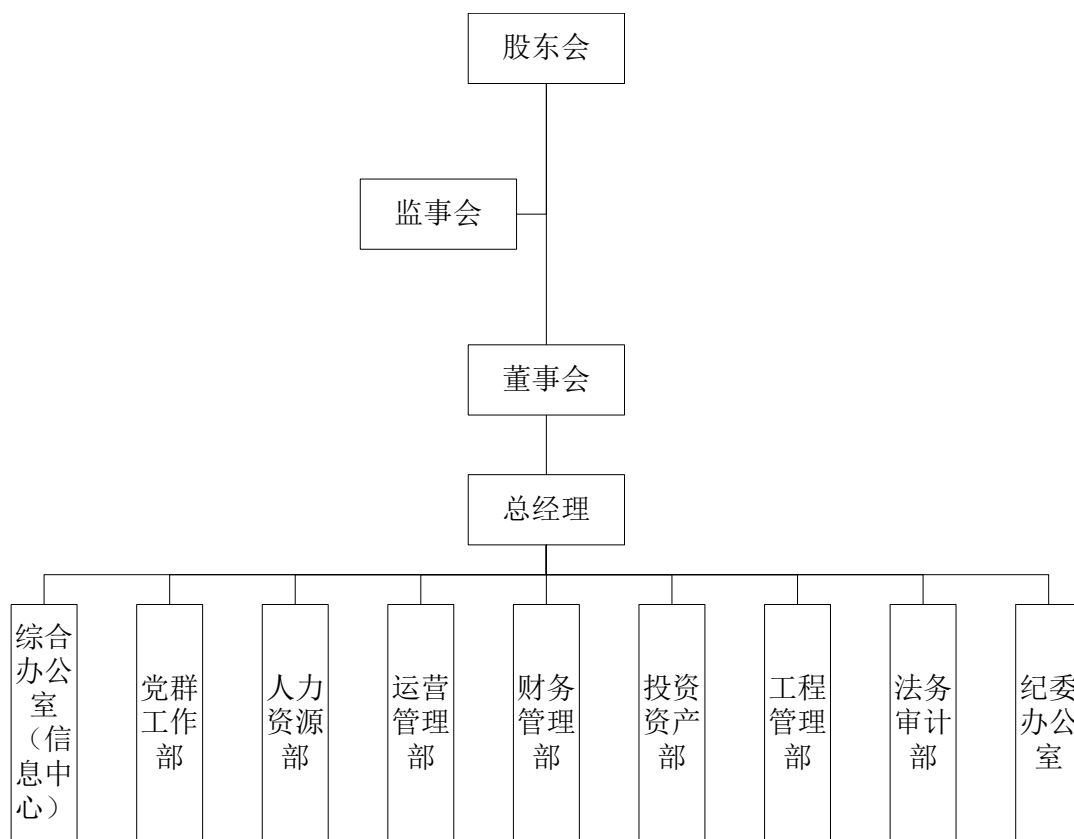 股东会
监事会
董事会
总经理
综合
办公
室
（信
息中
心）
党群
工作
部
人力
资源
部
运营
管理
部
财务
管理
部
投资
资产
部
工程
管理
部
法务
审计
部
纪委
办公
室